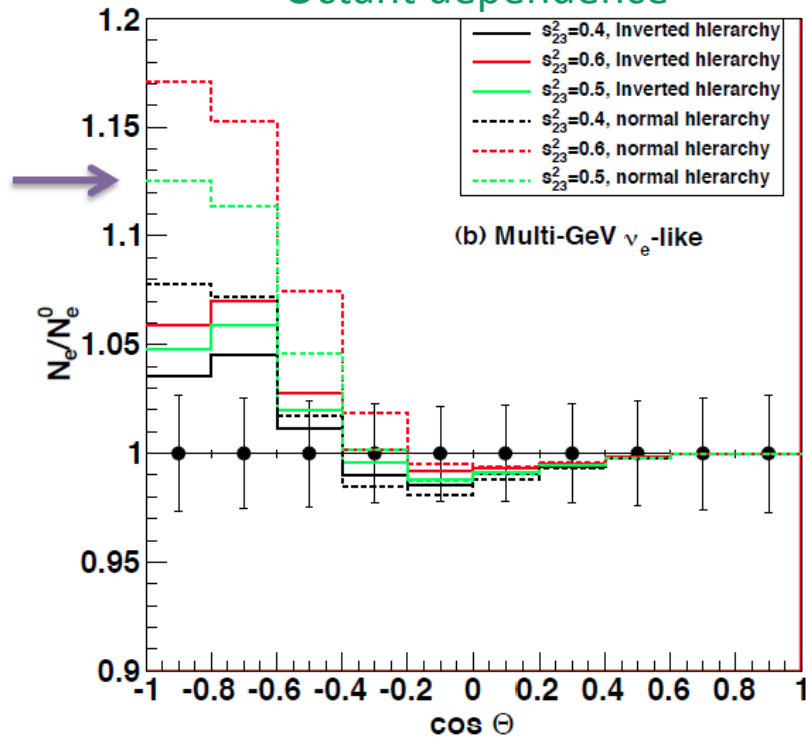 Octant dependence
1.2
1.15
1.1
1.05
1
0.95
0.9
N_e/N_e^0
s²₂₃=0.4, Inverted hierarchy
s²₂₃=0.6, Inverted hierarchy
s²₂₃=0.5, Inverted hierarchy
s²₂₃=0.4, normal hierarchy
s²₂₃=0.6, normal hierarchy
s²₂₃=0.5, normal hierarchy
(b) Multi-GeV ν_e-like
-1 -0.8 -0.6 -0.4 -0.2 0 0.2 0.4 0.6 0.8 1
cos Θ